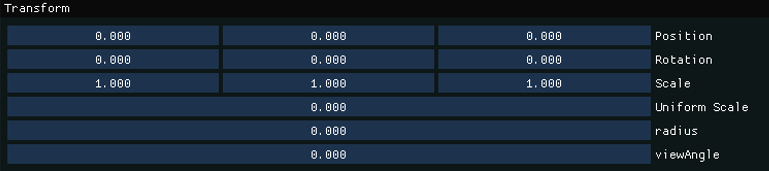 Transform
0.000 0.000 0.000 Position
0.000 0.000 0.000 Rotation
1.000 1.000 1.000 Scale
0.000 Uniform Scale
0.000 radius
0.000 viewAngle